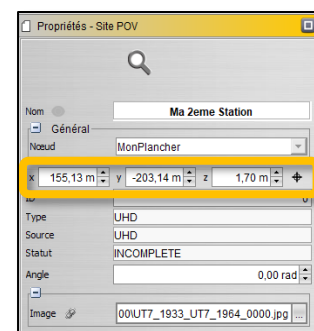 Propriétés - Site POV
Nom Ma 2eme Station
Général
Nœud MonPlancher
x 155,13 m y -203,14 m z 1,70 m
ID 0
Type UHD
Source UHD
Statut INCOMPLETE
Angle 0,00 rad
Image 00\UT7_1933_UT7_1964_0000.jpg ...